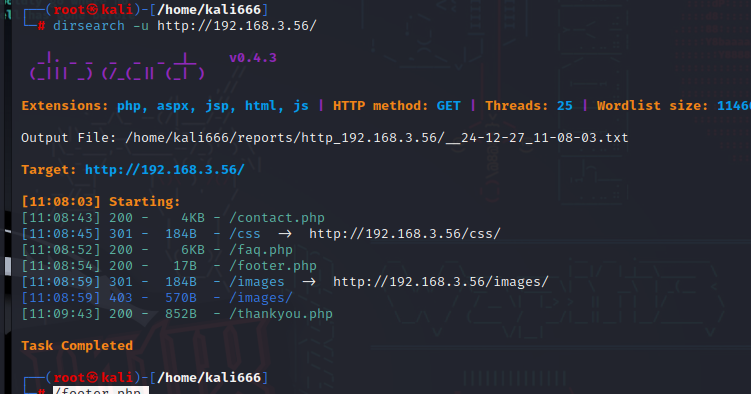 ┌──(root㉿kali)-[/home/kali666]
└─# dirsearch -u http://192.168.3.56/
_|. _ _ _ _ _ _|_ v0.4.3
(_||| _) (/_(_|| (_| )
Extensions: php, aspx, jsp, html, js | HTTP method: GET | Threads: 25 | Wordlist size: 11460
Output File: /home/kali666/reports/http_192.168.3.56/__24-12-27_11-08-03.txt
Target: http://192.168.3.56/
[11:08:03] Starting:
[11:08:43] 200 - 4KB - /contact.php
[11:08:45] 301 - 184B - /css -> http://192.168.3.56/css/
[11:08:52] 200 - 6KB - /faq.php
[11:08:54] 200 - 17B - /footer.php
[11:08:59] 301 - 184B - /images -> http://192.168.3.56/images/
[11:08:59] 403 - 570B - /images/
[11:09:43] 200 - 852B - /thankyou.php
Task Completed
┌──(root㉿kali)-[/home/kali666]
└─# /footer.php